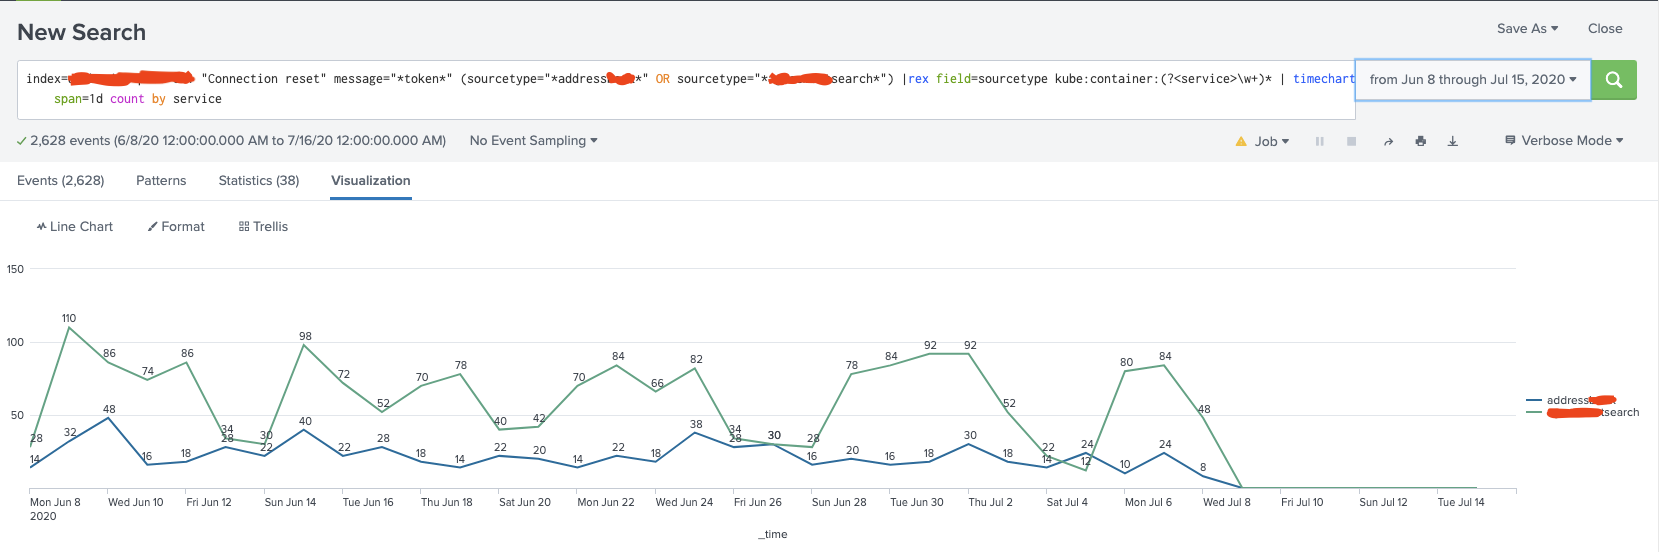 New Search
Save As
Close
index= "Connection reset" message="*token*" (sourcetype="*address *" OR sourcetype="* search*") |rex field=sourcetype kube:container:(?<service>\w+)* | timechart
span=1d count by service
from Jun 8 through Jul 15, 2020
2,628 events (6/8/20 12:00:00.000 AM to 7/16/20 12:00:00.000 AM)
No Event Sampling
Job
Verbose Mode
Events (2,628)
Patterns
Statistics (38)
Visualization
Line Chart
Format
Trellis
150
100
50
28 110 86 74 86 34 30 98 72 52 70 78 40 42 70 84 66 82 34 30 28 78 84 92 92 52 22 12 80 84 48
14 32 48 16 18 28 22 40 22 28 18 14 22 20 14 22 18 38 28 30 16 20 16 18 30 18 14 24 10 24 8
address
search
Mon Jun 8
2020
Wed Jun 10
Fri Jun 12
Sun Jun 14
Tue Jun 16
Thu Jun 18
Sat Jun 20
Mon Jun 22
Wed Jun 24
Fri Jun 26
Sun Jun 28
Tue Jun 30
Thu Jul 2
Sat Jul 4
Mon Jul 6
Wed Jul 8
Fri Jul 10
Sun Jul 12
Tue Jul 14
_time